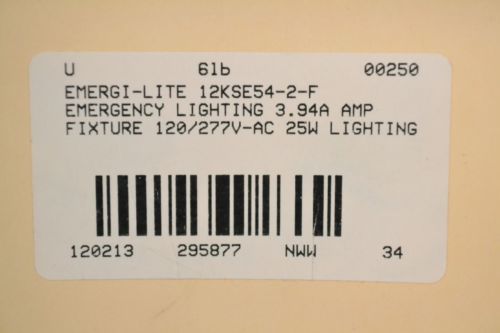 U 6lb 00250
EMERGI-LITE 12KSE54-2-F
EMERGENCY LIGHTING 3.94A AMP
FIXTURE 120/277V-AC 25W LIGHTING
120213 295877 NWW 34